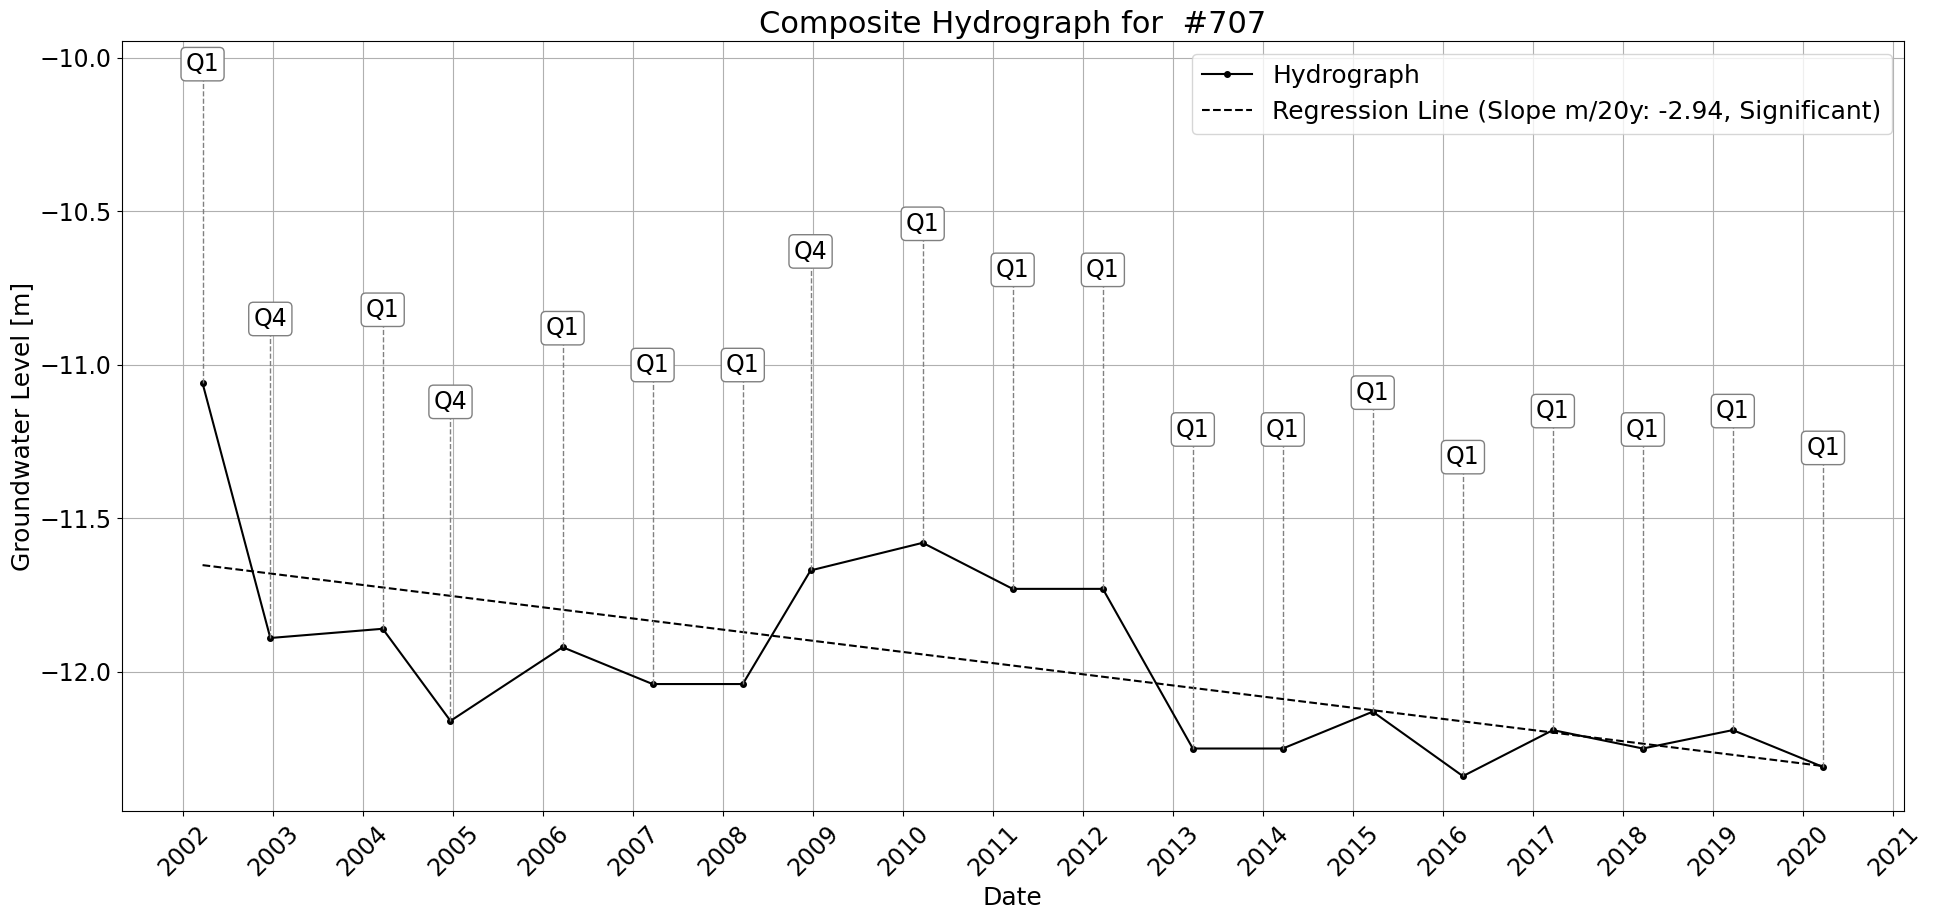 Composite Hydrograph for  #707
Hydrograph
Regression Line (Slope m/20y: -2.94, Significant)
Groundwater Level [m]
−10.0
−10.5
−11.0
−11.5
−12.0
Q1
Q4
Q1
Q4
Q1
Q1
Q1
Q4
Q1
Q1
Q1
Q1
Q1
Q1
Q1
Q1
Q1
Q1
Q1
2002
2003
2004
2005
2006
2007
2008
2009
2010
2011
2012
2013
2014
2015
2016
2017
2018
2019
2020
2021
Date